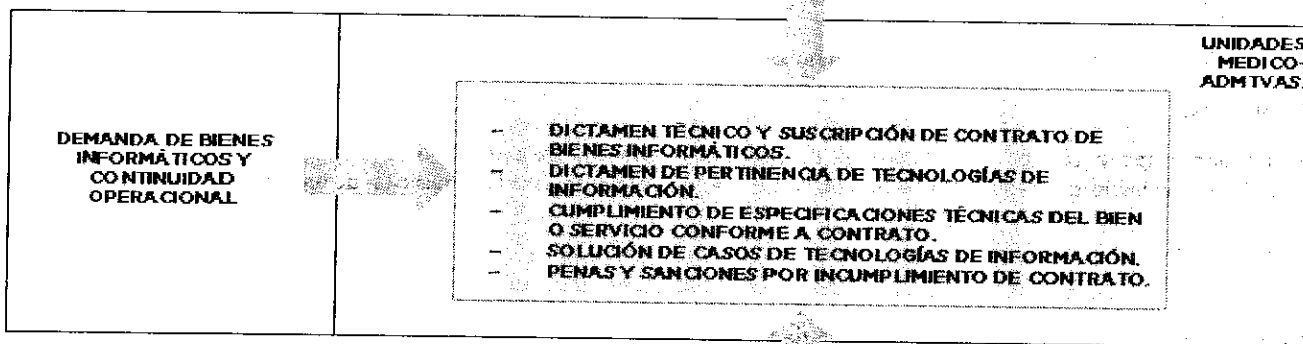 UNIDADES
MEDICO-
ADMTVAS.
DEMANDA DE BIENES
INFORMÁTICOS Y
CONTINUIDAD
OPERACIONAL
- DICTAMEN TÉCNICO Y SUSCRIPCIÓN DE CONTRATO DE
BIENES INFORMÁTICOS.
- DICTAMEN DE PERTINENCIA DE TECNOLOGÍAS DE
INFORMACIÓN.
- CUMPLIMIENTO DE ESPECIFICACIONES TÉCNICAS DEL BIEN
O SERVICIO CONFORME A CONTRATO.
- SOLUCIÓN DE CASOS DE TECNOLOGÍAS DE INFORMACIÓN.
- PENAS Y SANCIONES POR INCUMPLIMIENTO DE CONTRATO.